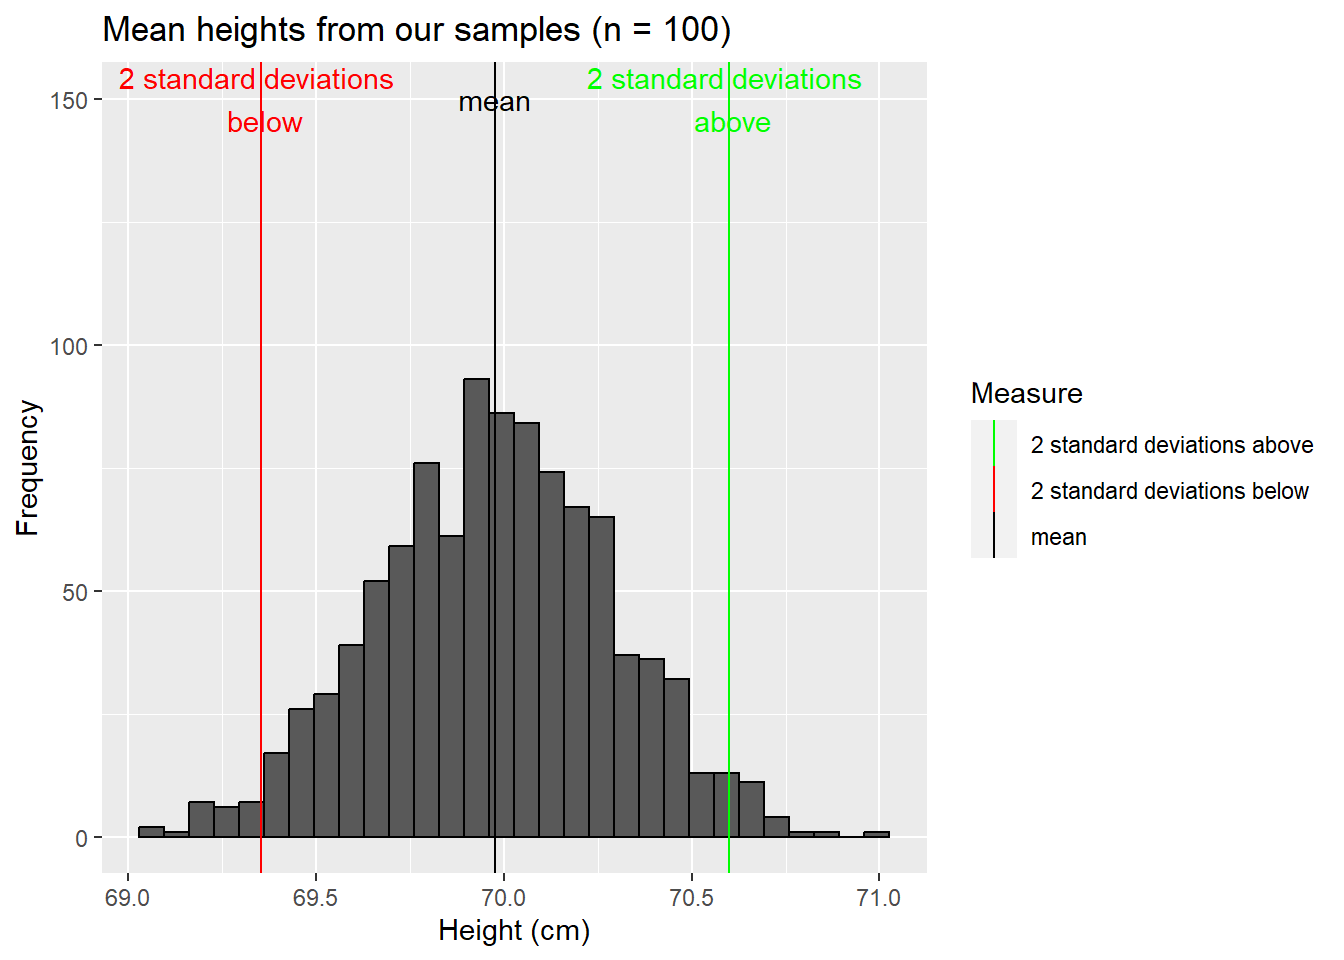 Mean heights from our samples (n = 100)
2 standard deviations
below
mean
2 standard deviations
above
150
100
50
0
Frequency
69.0
69.5
70.0
70.5
71.0
Height (cm)
Measure
2 standard deviations above
2 standard deviations below
mean